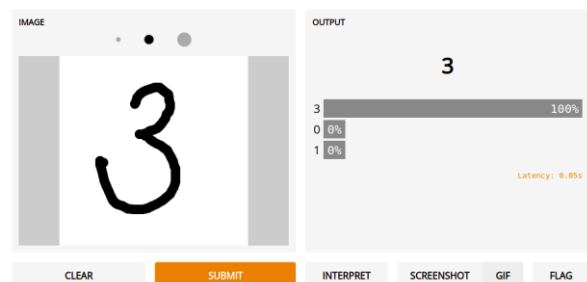 IMAGE
3
CLEAR
SUBMIT
OUTPUT
3
3 100%
0 0%
1 0%
Latency: 0.05s
INTERPRET
SCREENSHOT
GIF
FLAG